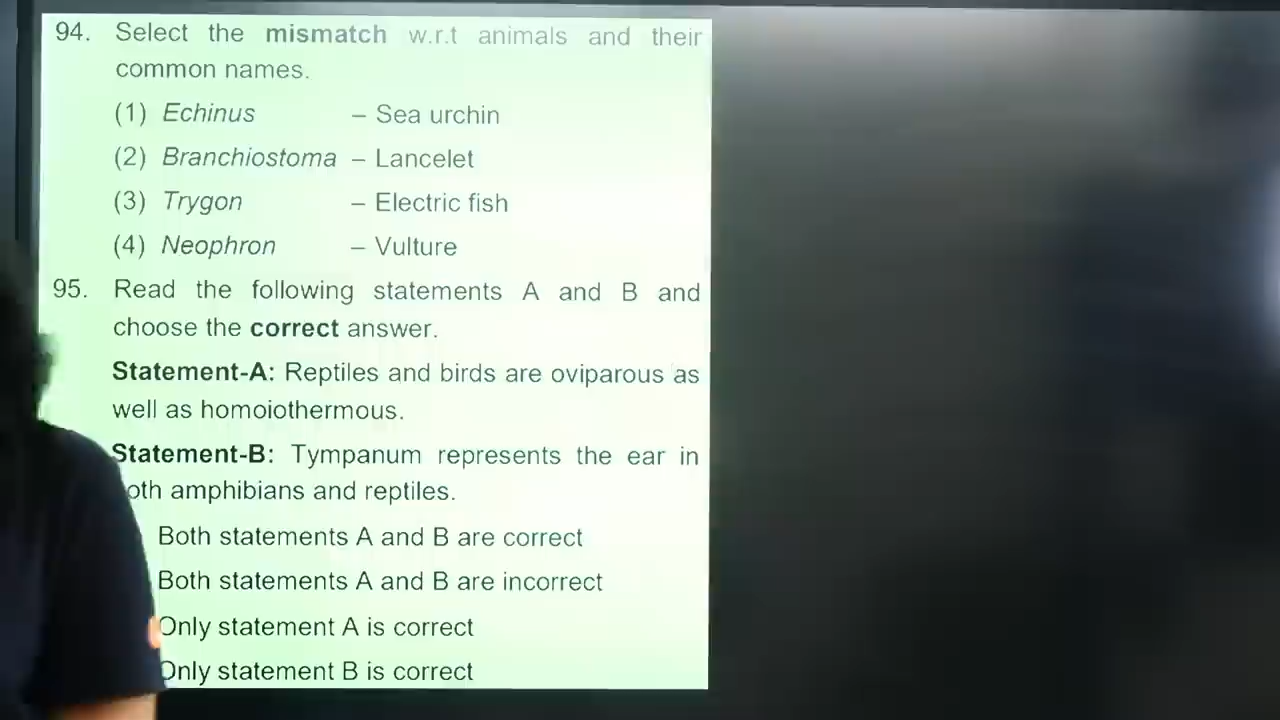 94. Select the mismatch w.r.t animals and their
common names.
(1) Echinus – Sea urchin
(2) Branchiostoma – Lancelet
(3) Trygon – Electric fish
(4) Neophron – Vulture
95. Read the following statements A and B and
choose the correct answer.
Statement-A: Reptiles and birds are oviparous as
well as homoiothermous.
Statement-B: Tympanum represents the ear in
oth amphibians and reptiles.
Both statements A and B are correct
Both statements A and B are incorrect
Only statement A is correct
Only statement B is correct